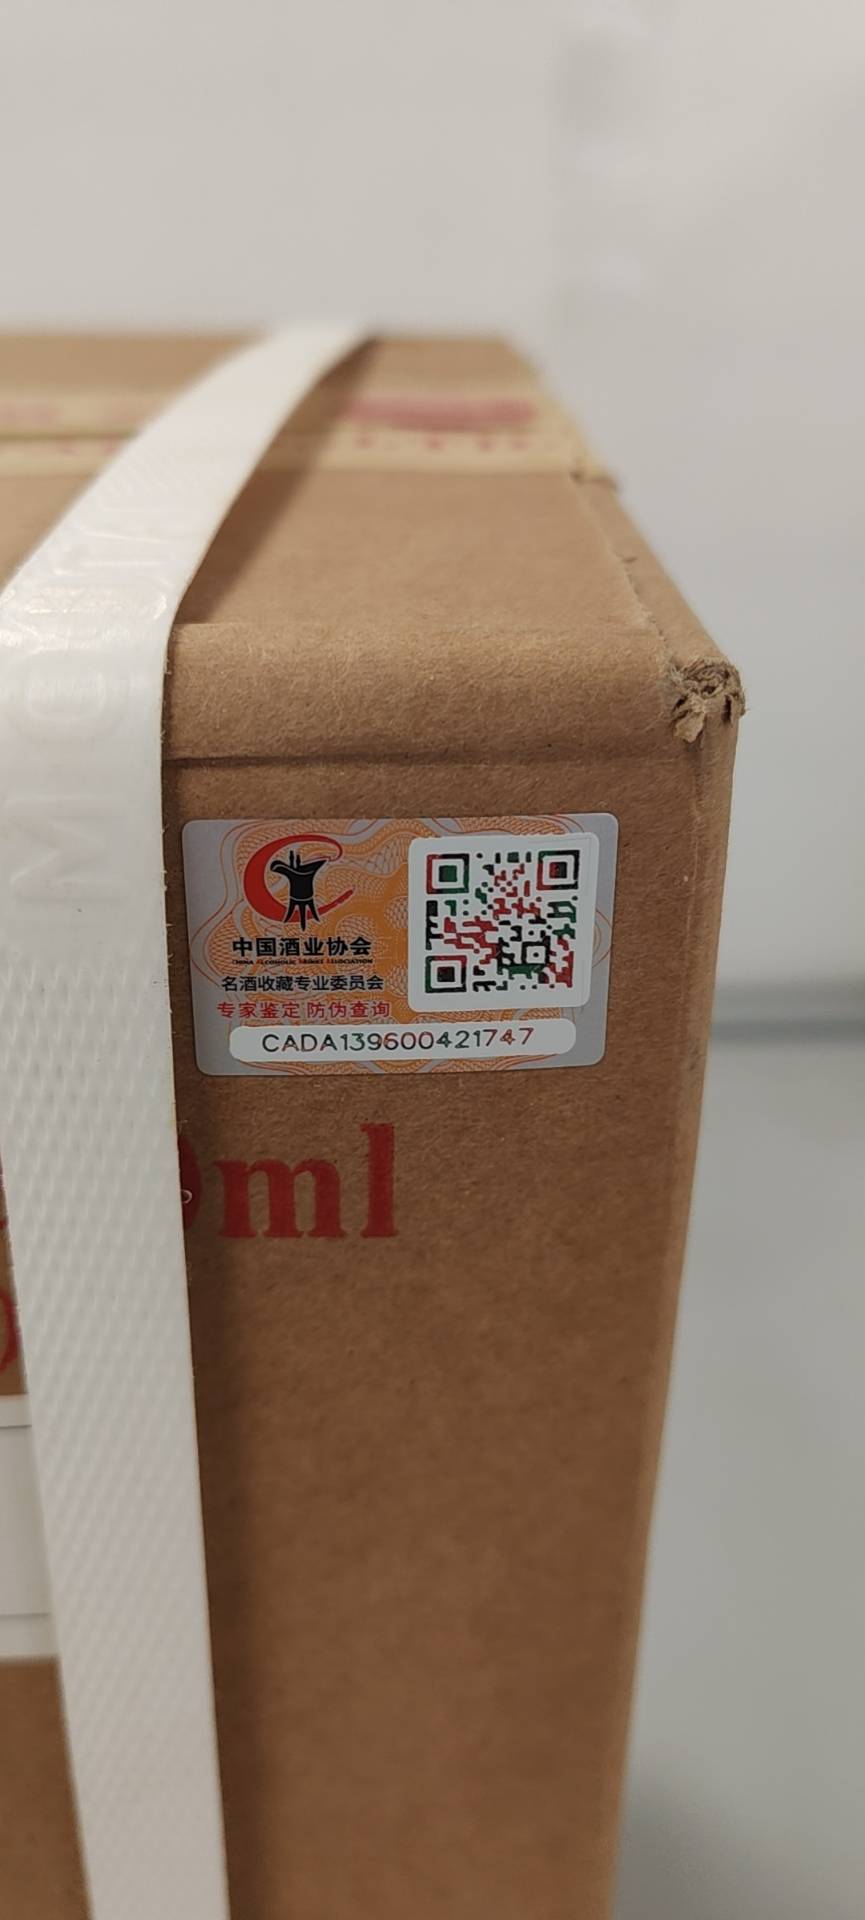 中国酒业协会
CHINA ALCOHOLIC DRINKS ASSOCIATION
名酒收藏专业委员会
专家鉴定 防伪查询
CADA139600421747
ml